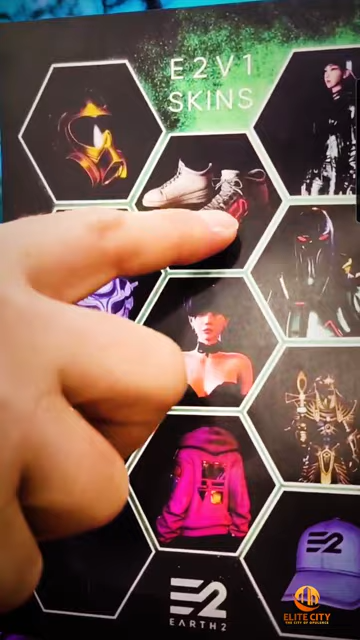 E2V1
SKINS
E2
E2
EARTH 2
ELITE CITY
THE CITY OF OPULENCE